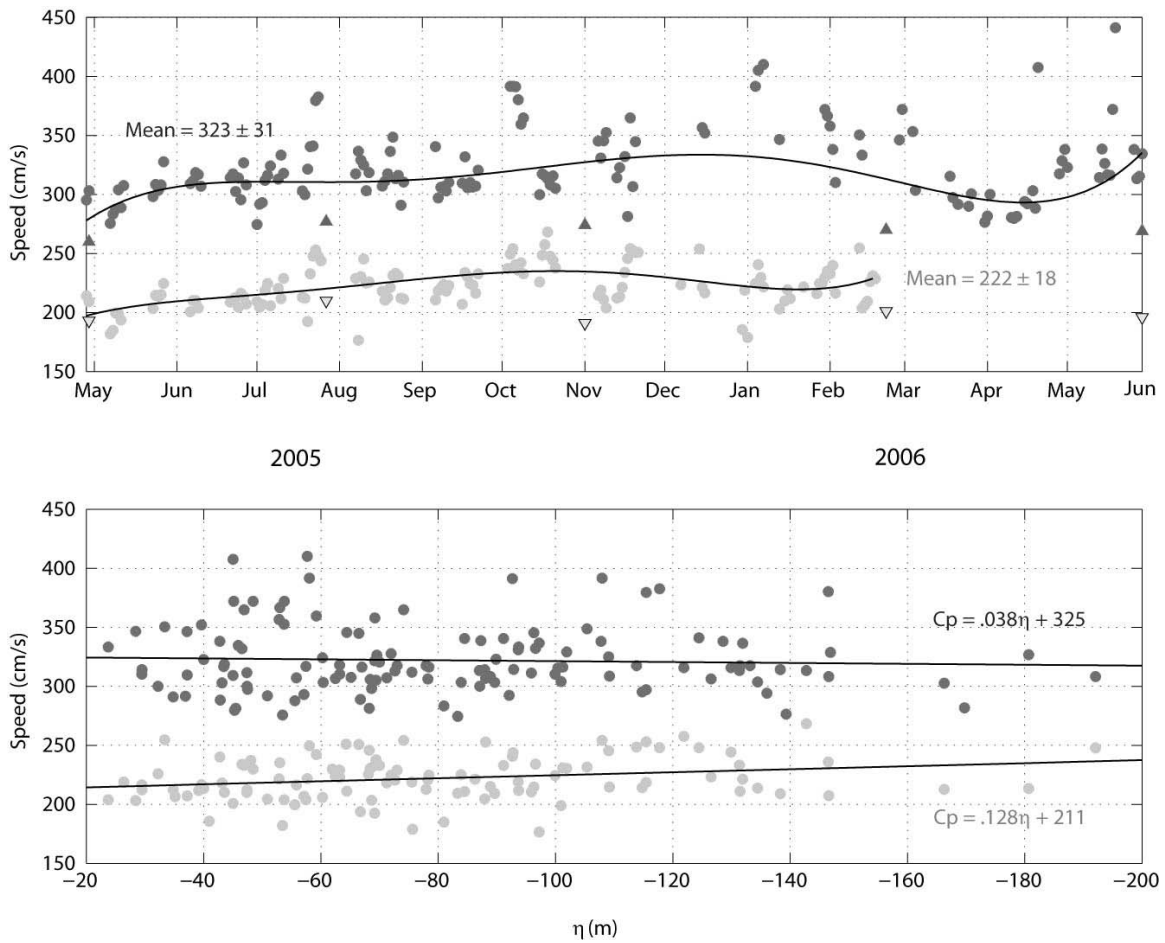 450
400
350
300
250
200
150
Speed (cm/s)
Mean = 323 ± 31
Mean = 222 ± 18
May Jun Jul Aug Sep Oct Nov Dec Jan Feb Mar Apr May Jun
2005 2006
450
400
350
300
250
200
150
Speed (cm/s)
Cp = .038η + 325
Cp = .128η + 211
−20 −40 −60 −80 −100 −120 −140 −160 −180 −200
η (m)